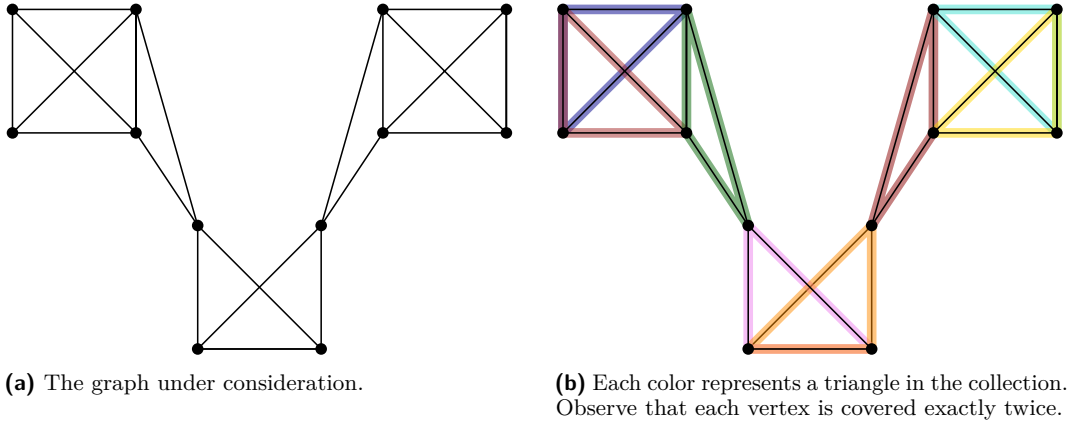 (a) The graph under consideration.
(b) Each color represents a triangle in the collection.
Observe that each vertex is covered exactly twice.